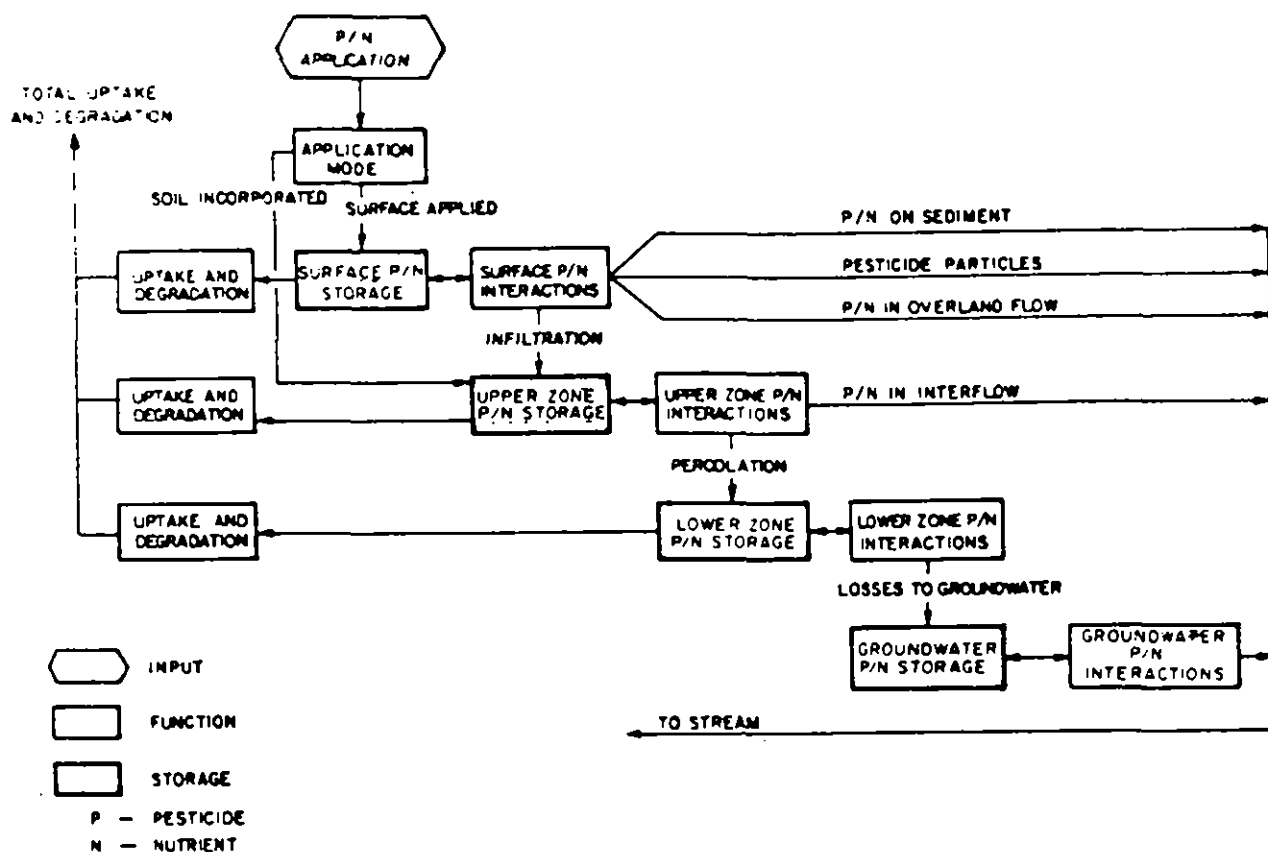 P/N
APPLICATION
TOTAL UPTAKE
AND DEGRADATION
APPLICATION
MODE
SOIL INCORPORATED
SURFACE APPLIED
P/N ON SEDIMENT
UPTAKE AND
DEGRADATION
SURFACE P/N
STORAGE
SURFACE P/N
INTERACTIONS
PESTICIDE PARTICLES
P/N IN OVERLAND FLOW
INFILTRATION
UPTAKE AND
DEGRADATION
UPPER ZONE
P/N STORAGE
UPPER ZONE P/N
INTERACTIONS
P/N IN INTERFLOW
PERCOLATION
UPTAKE AND
DEGRADATION
LOWER ZONE
P/N STORAGE
LOWER ZONE P/N
INTERACTIONS
LOSSES TO GROUNDWATER
GROUNDWATER
P/N STORAGE
GROUNDWATER
P/N
INTERACTIONS
INPUT
FUNCTION
TO STREAM
STORAGE
P — PESTICIDE
N — NUTRIENT